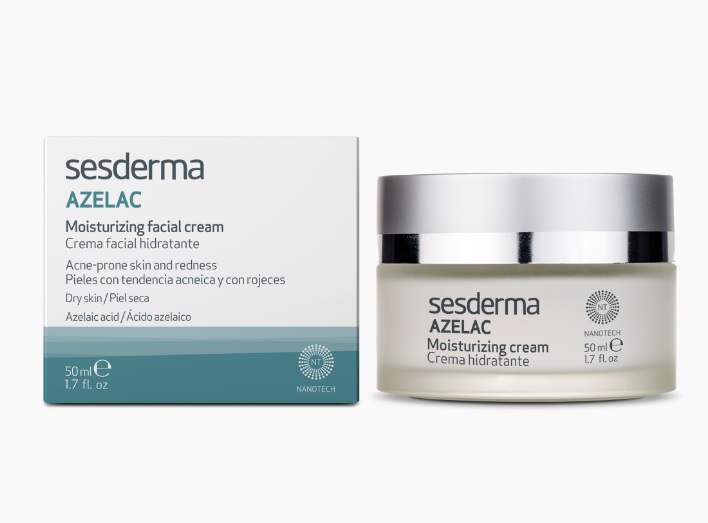 sesderma
AZELAC
Moisturizing facial cream
Crema facial hidratante
Acne-prone skin and redness
Pieles con tendencia acneica y con rojeces
Dry skin / Piel seca
Azelaic acid / Ácido azelaico
50 ml e
1.7 fl. oz
NT
NANOTECH
sesderma
AZELAC
Moisturizing cream
Crema hidratante
NT
NANOTECH
50 ml e
1.7 fl. oz